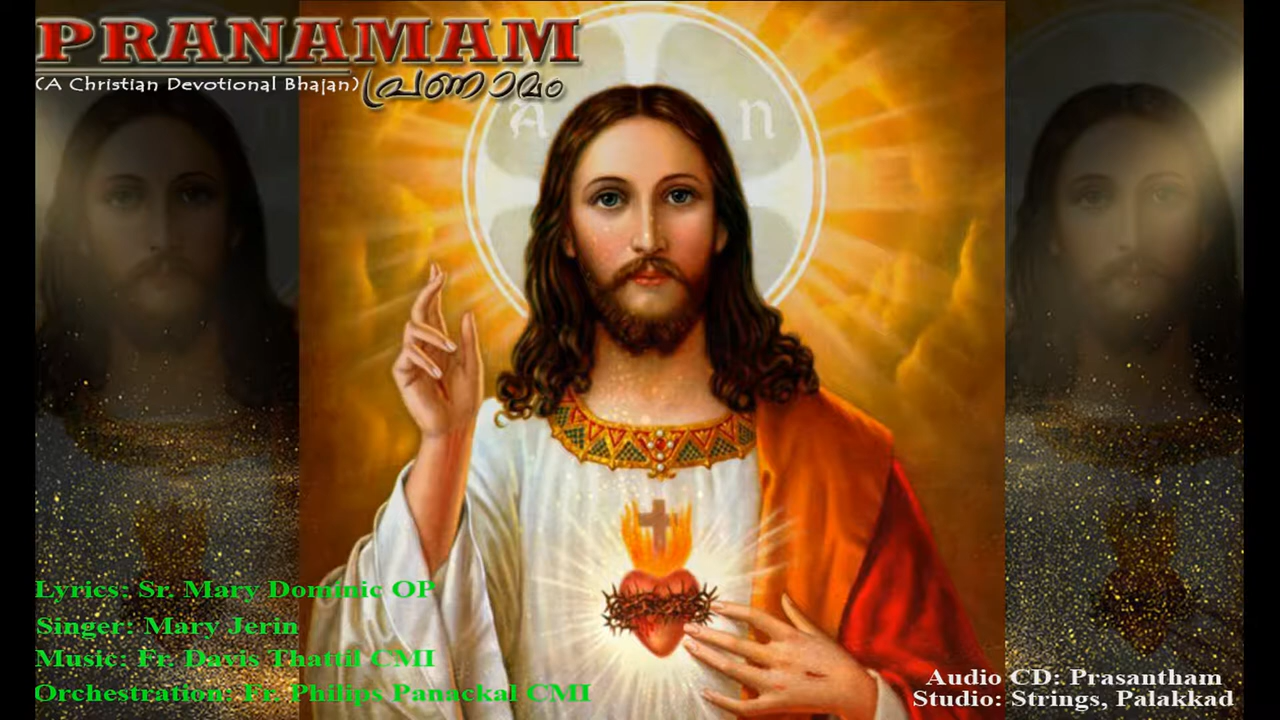 PRANAMAM
(A Christian Devotional Bhajan) പ്രണാമം
A n
Lyrics: Sr. Mary Dominic OP
Singer: Mary Jerin
Music: Fr. Davis Thattil CMI
Orchestration: Fr. Philips Panackal CMI
Audio CD: Prasantham
Studio: Strings, Palakkad